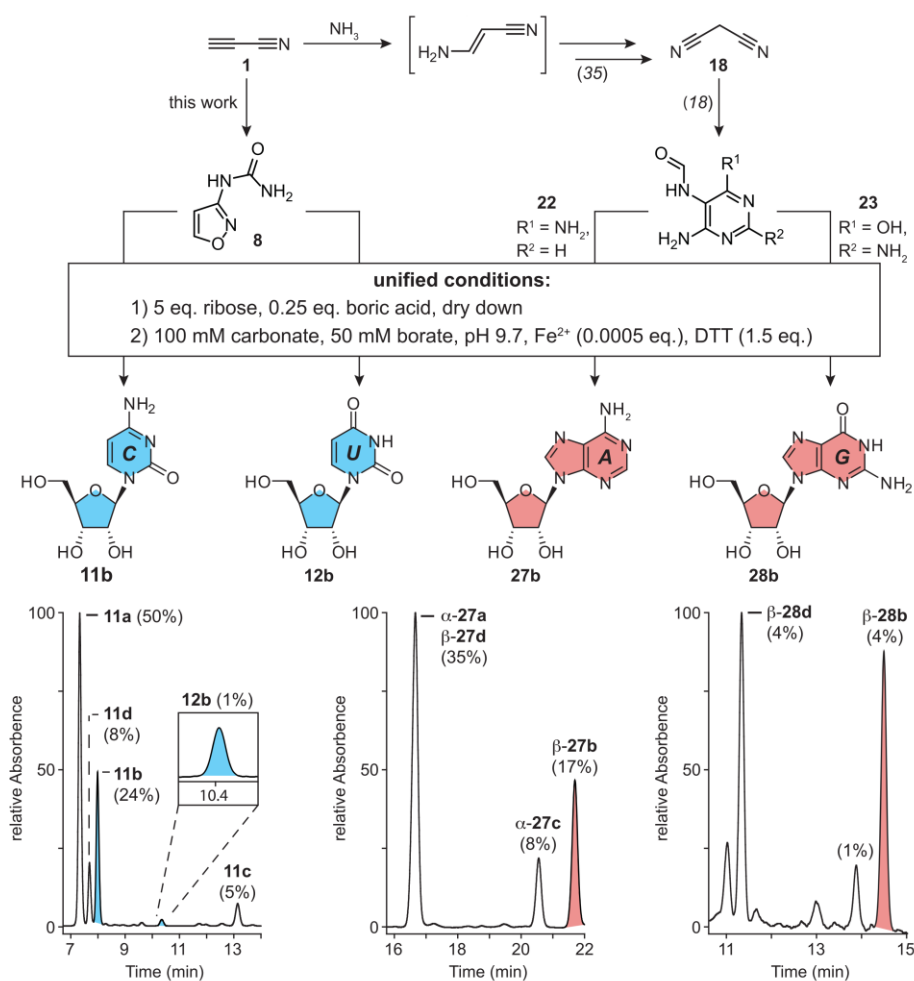 NH₃
N
H₂N
N
N N
1
(35)
18
this work
(18)
O
HN NH₂
N
O
8
O R¹
HN N
H₂N N R²
22
R¹ = NH₂,
R² = H
23
R¹ = OH,
R² = NH₂
unified conditions:
1) 5 eq. ribose, 0.25 eq. boric acid, dry down
2) 100 mM carbonate, 50 mM borate, pH 9.7, Fe²⁺ (0.0005 eq.), DTT (1.5 eq.)
NH₂
C N
N O
HO O
HO OH
11b
O
U NH
N O
HO O
HO OH
12b
NH₂
N A N
N N
HO O
HO OH
27b
O
N G NH
N N NH₂
HO O
HO OH
28b
relative Absorbence
100
50
0
11a (50%)
11d
(8%)
11b
(24%)
12b (1%)
10.4
11c
(5%)
7 9 11 13
Time (min)
relative Absorbence
100
50
0
α-27a
β-27d
(35%)
α-27c
(8%)
β-27b
(17%)
16 18 20 22
Time (min)
relative Absorbence
100
50
0
β-28d
(4%)
β-28b
(4%)
(1%)
11 13 15
Time (min)